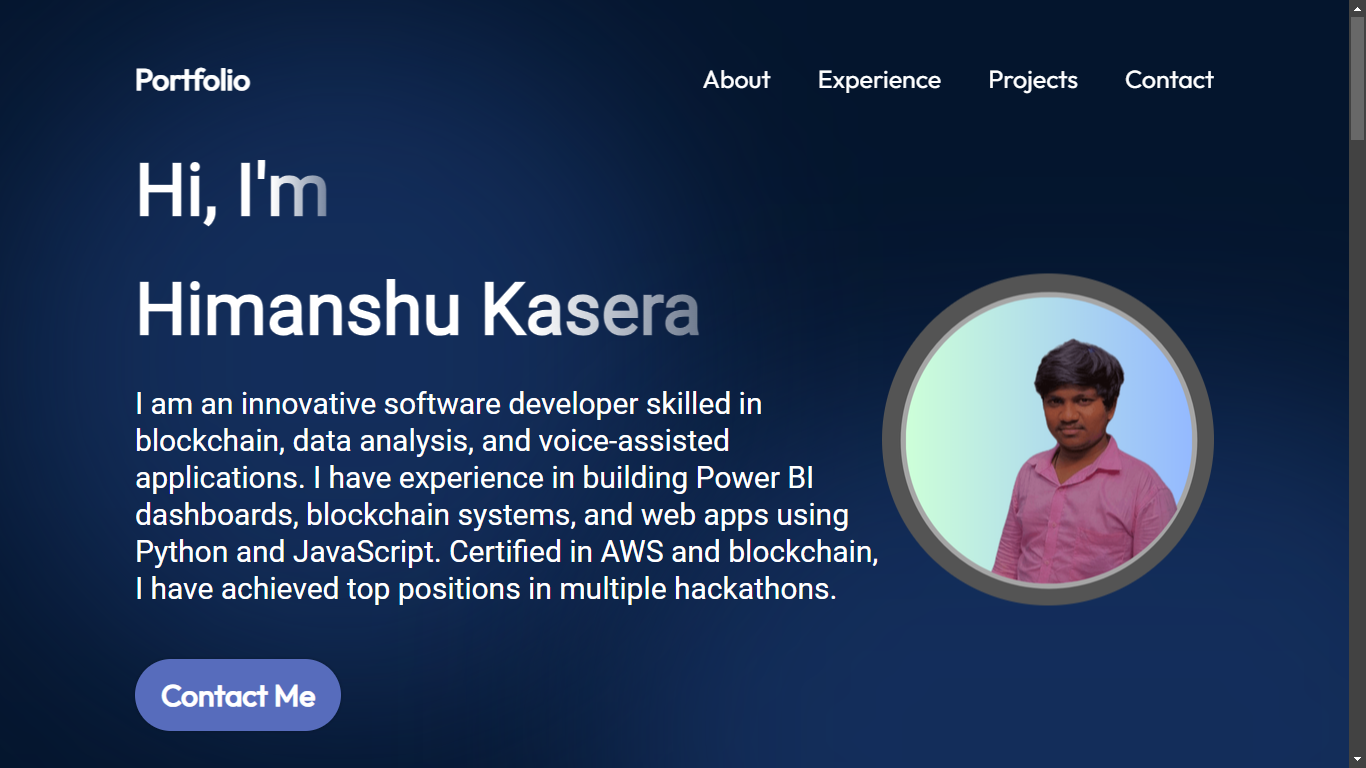 Portfolio
About Experience Projects Contact
Hi, I'm
Himanshu Kasera
I am an innovative software developer skilled in
blockchain, data analysis, and voice-assisted
applications. I have experience in building Power BI
dashboards, blockchain systems, and web apps using
Python and JavaScript. Certified in AWS and blockchain,
I have achieved top positions in multiple hackathons.
Contact Me